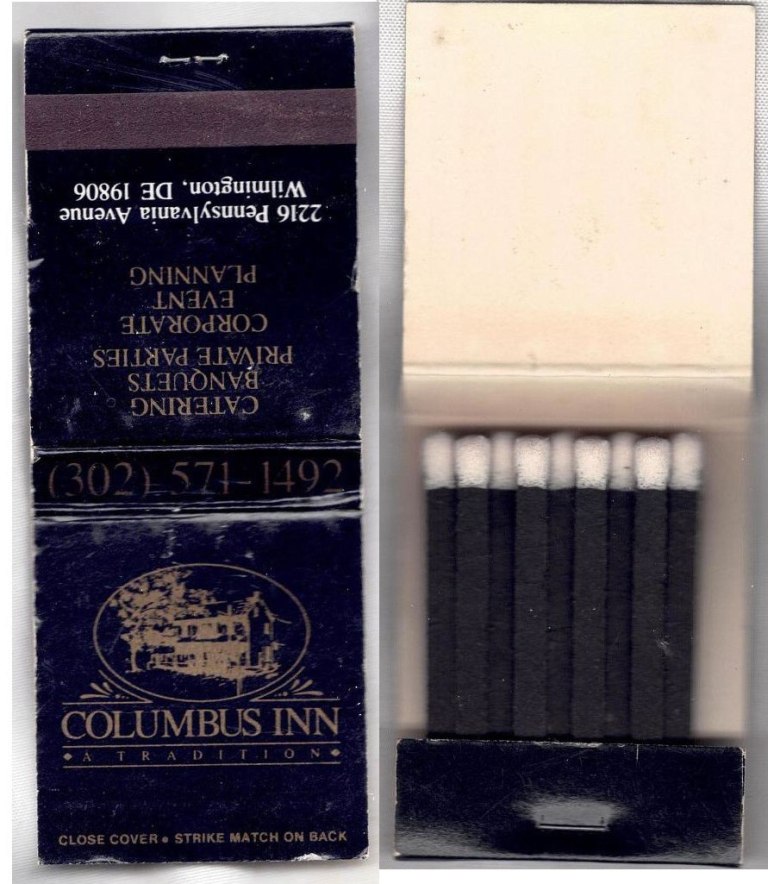 2216 Pennsylvania Avenue
Wilmington, DE 19806
CATERING
BANQUETS
PRIVATE PARTIES
CORPORATE
EVENT
PLANNING
(302) 571-1492
COLUMBUS INN
• A TRADITION •
CLOSE COVER • STRIKE MATCH ON BACK